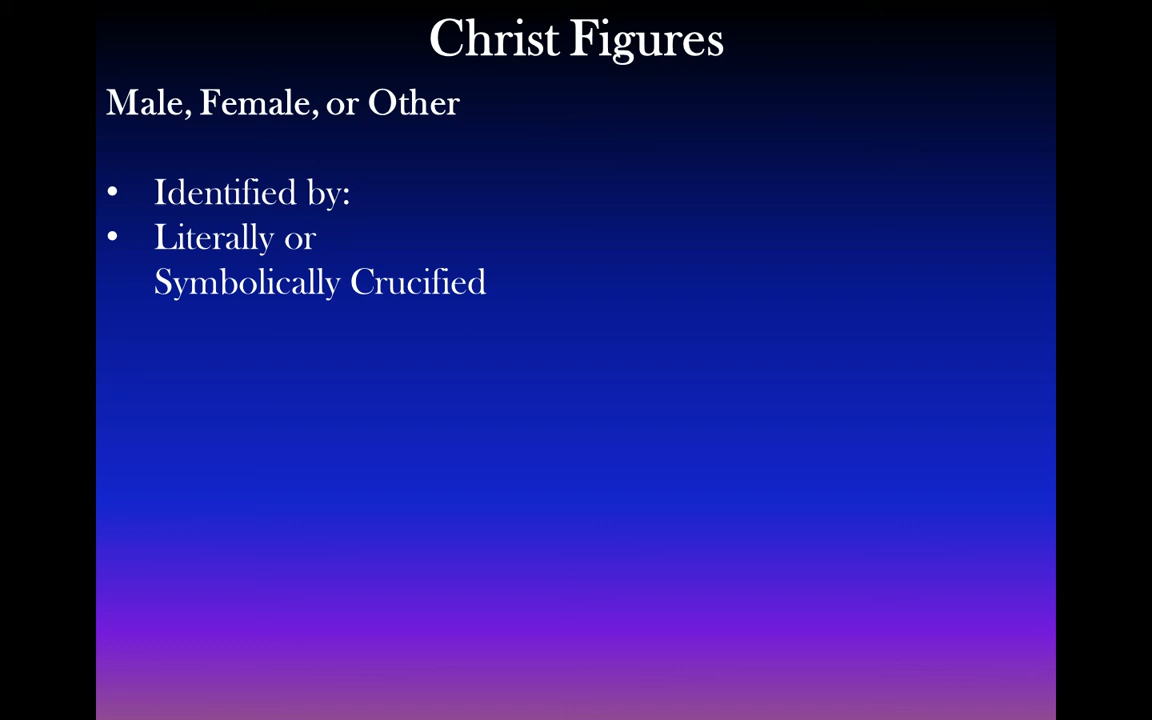 Christ Figures
Male, Female, or Other
• Identified by:
• Literally or
Symbolically Crucified